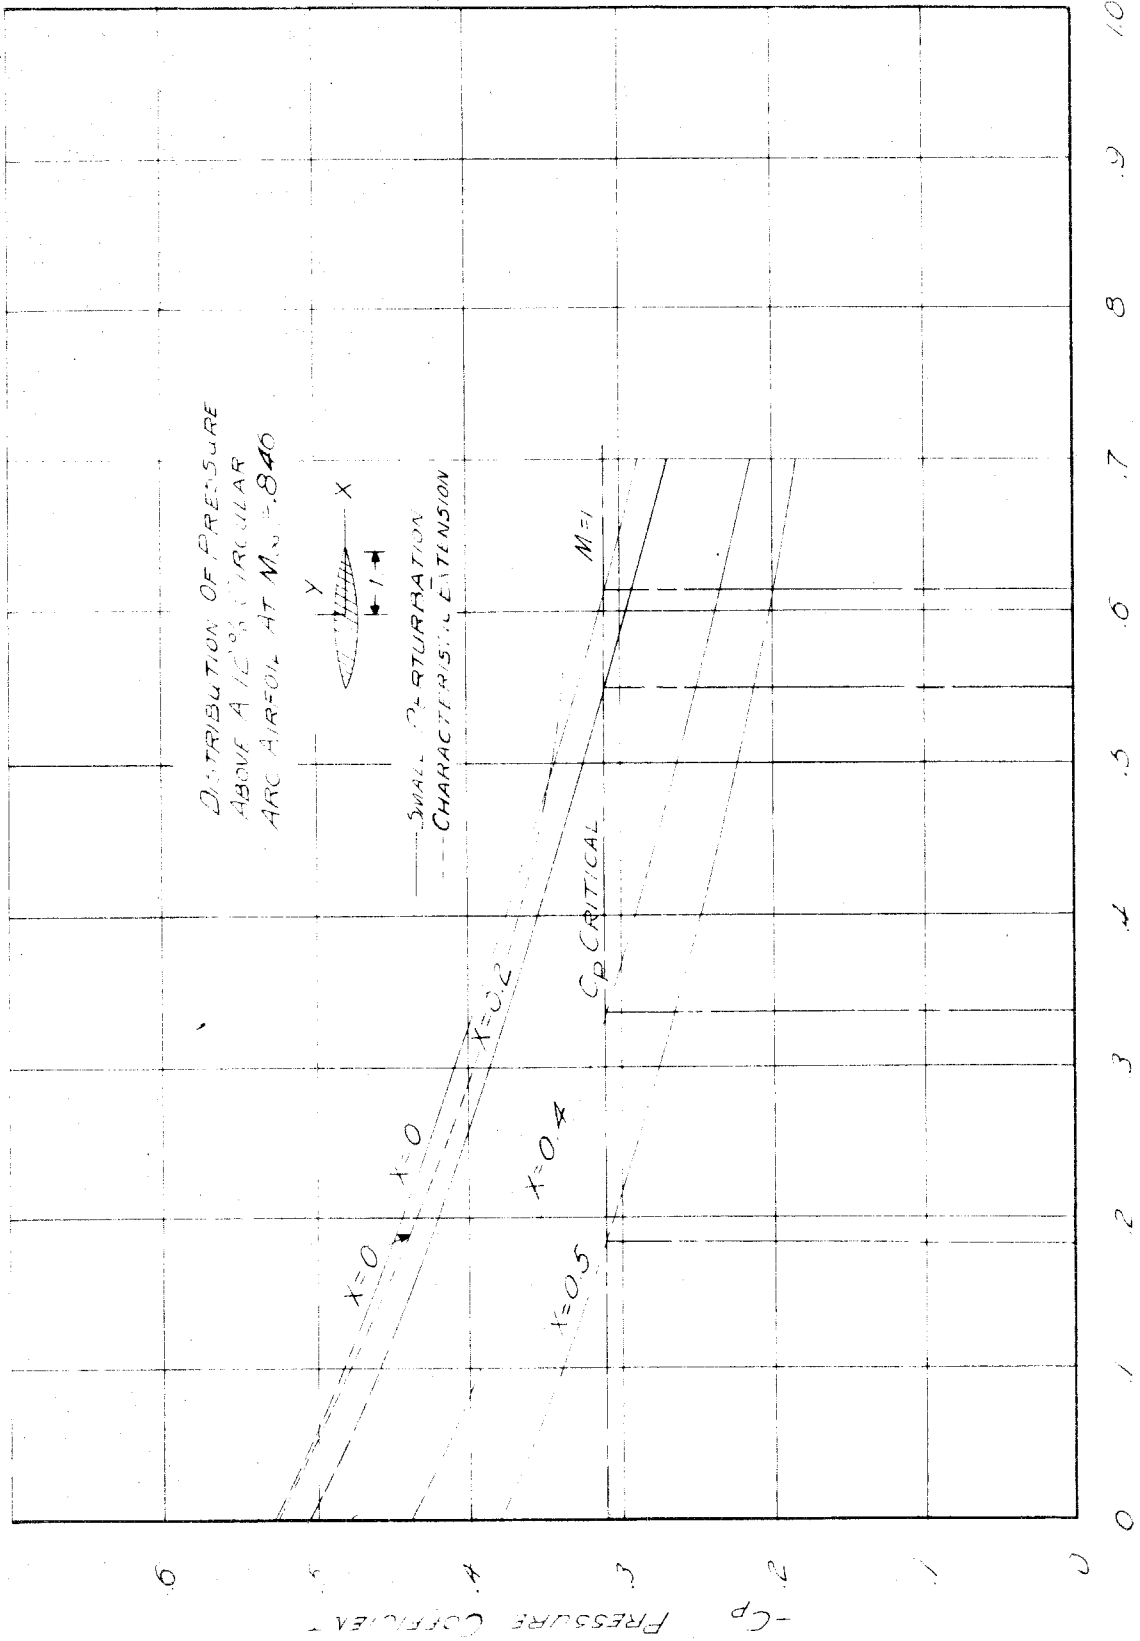 DISTRIBUTION OF PRESSURE
ABOVE A CIRCULAR
ARC AIRFOIL AT M∞ = .840
Y
X
1
SMALL PERTURBATION
CHARACTERISTIC EXTENSION
M=1
X=0
X=0
X=0.2
Cp CRITICAL
X=0.4
X=0.5
-Cp PRESSURE COEFFICIENT
.6
.5
.4
.3
.2
.1
0
0
.1
.2
.3
.4
.5
.6
.7
.8
.9
1.0